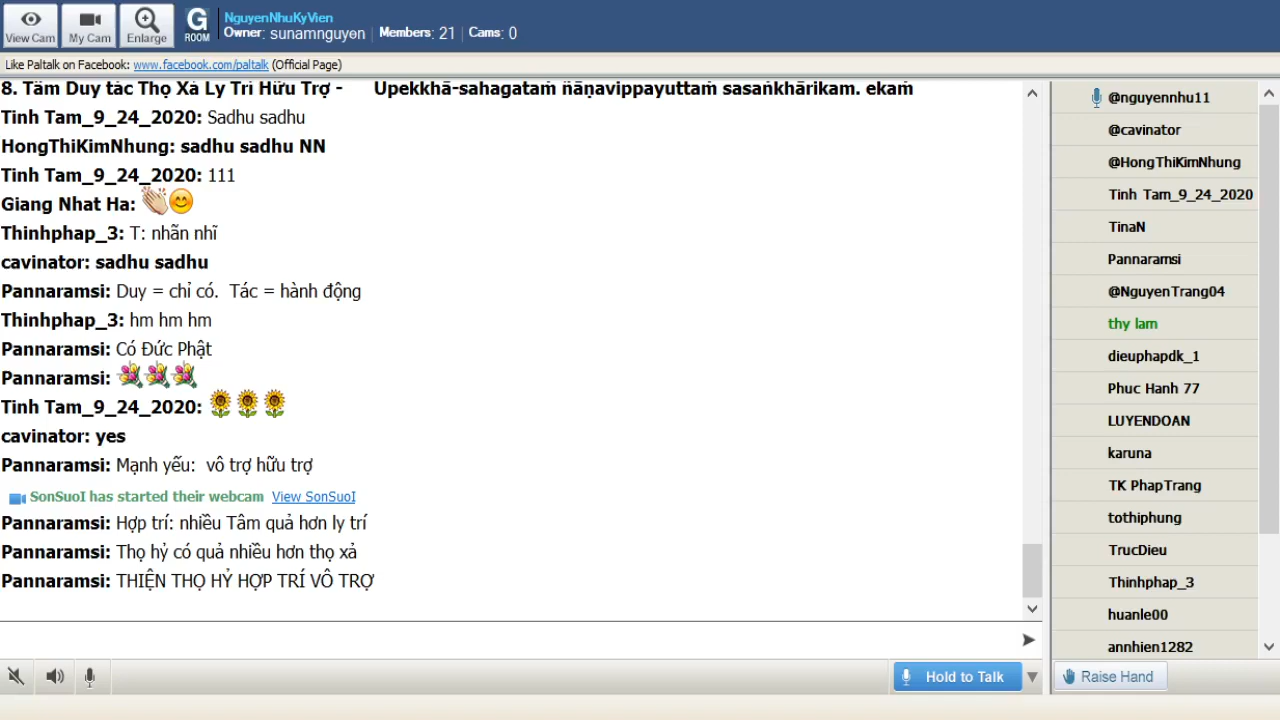 View Cam
My Cam
Enlarge
G
ROOM
NguyenNhuKyVien
Owner: sunamnguyen | Members: 21 | Cams: 0
Like Paltalk on Facebook: www.facebook.com/paltalk (Official Page)
8. Tâm Duy tác Thọ Xả Ly Trí Hữu Trợ - Upekkhā-sahagataṁ ñāṇavippayuttaṁ sasaṅkhārikam. ekaṁ
Tinh Tam_9_24_2020: Sadhu sadhu
HongThiKimNhung: sadhu sadhu NN
Tinh Tam_9_24_2020: 111
Giang Nhat Ha:
Thinhphap_3: T: nhãn nhĩ
cavinator: sadhu sadhu
Pannaramsi: Duy = chỉ có. Tác = hành động
Thinhphap_3: hm hm hm
Pannaramsi: Có Đức Phật
Pannaramsi:
Tinh Tam_9_24_2020:
cavinator: yes
Pannaramsi: Mạnh yếu: vô trợ hữu trợ
SonSuoI has started their webcam View SonSuoI
Pannaramsi: Hợp trí: nhiều Tâm quả hơn ly trí
Pannaramsi: Thọ hỷ có quả nhiều hơn thọ xả
Pannaramsi: THIỆN THỌ HỶ HỢP TRÍ VÔ TRỢ
Hold to Talk
@nguyennhu11
@cavinator
@HongThiKimNhung
Tinh Tam_9_24_2020
TinaN
Pannaramsi
@NguyenTrang04
thy lam
dieuphapdk_1
Phuc Hanh 77
LUYENDOAN
karuna
TK PhapTrang
tothiphung
TrucDieu
Thinhphap_3
huanle00
annhien1282
Raise Hand